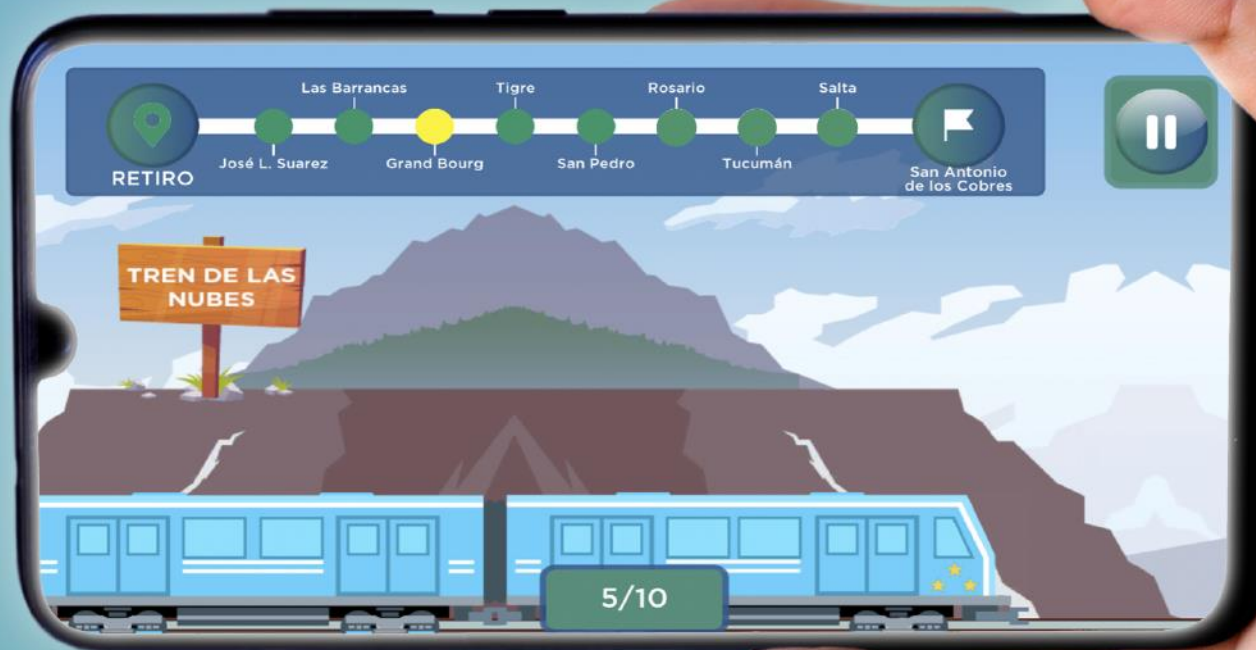 Las Barrancas
Tigre
Rosario
Salta
RETIRO
José L. Suarez
Grand Bourg
San Pedro
Tucumán
San Antonio
de los Cobres
TREN DE LAS
NUBES
5/10